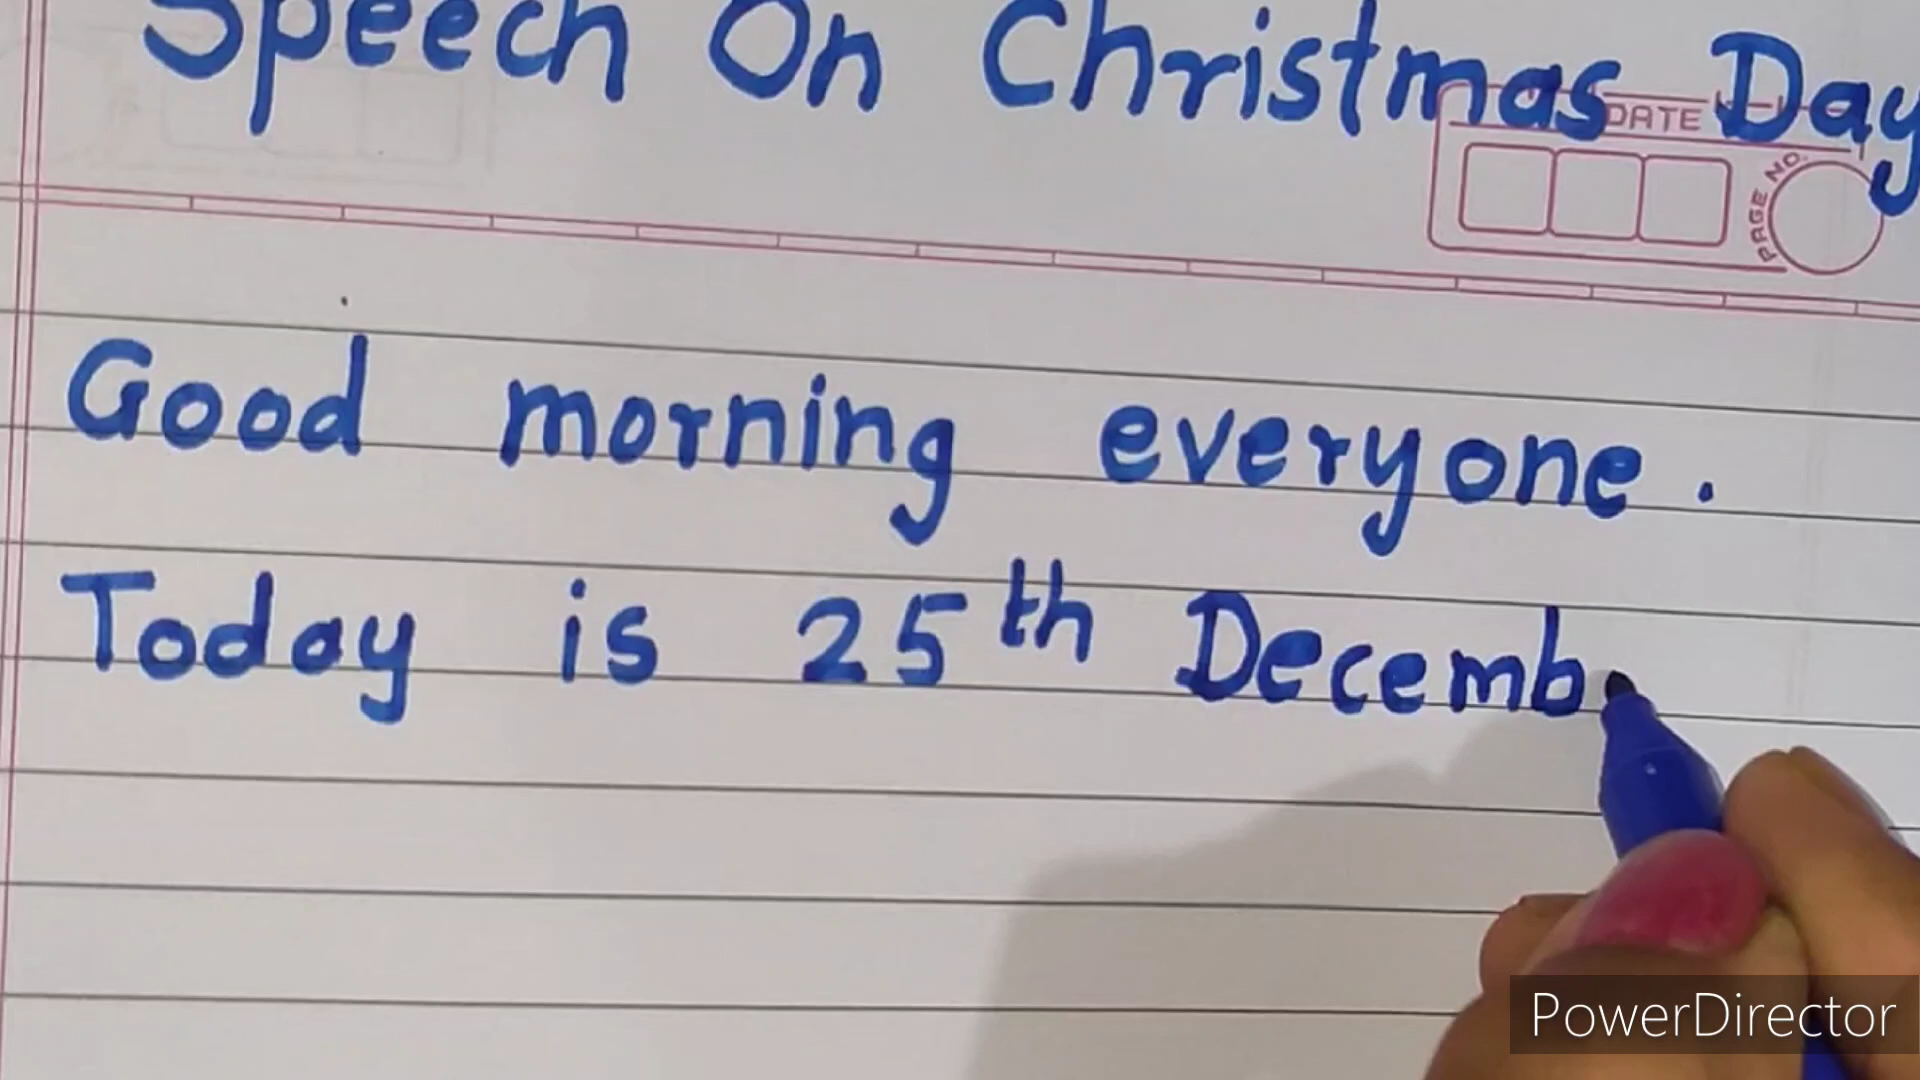 Speech On Christmas Day
DATE
PAGE NO.
Good morning everyone.
Today is 25th Decemb
PowerDirector